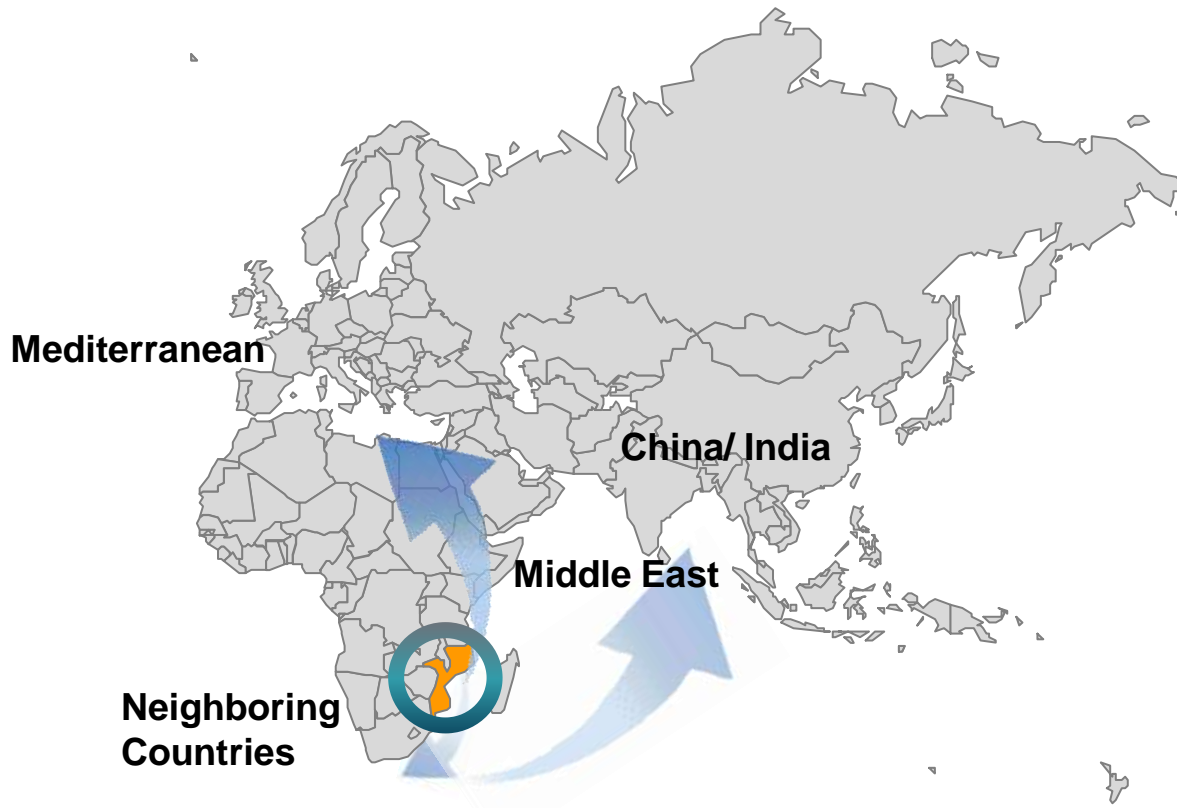 Mediterranean
China/ India
Middle East
Neighboring
Countries